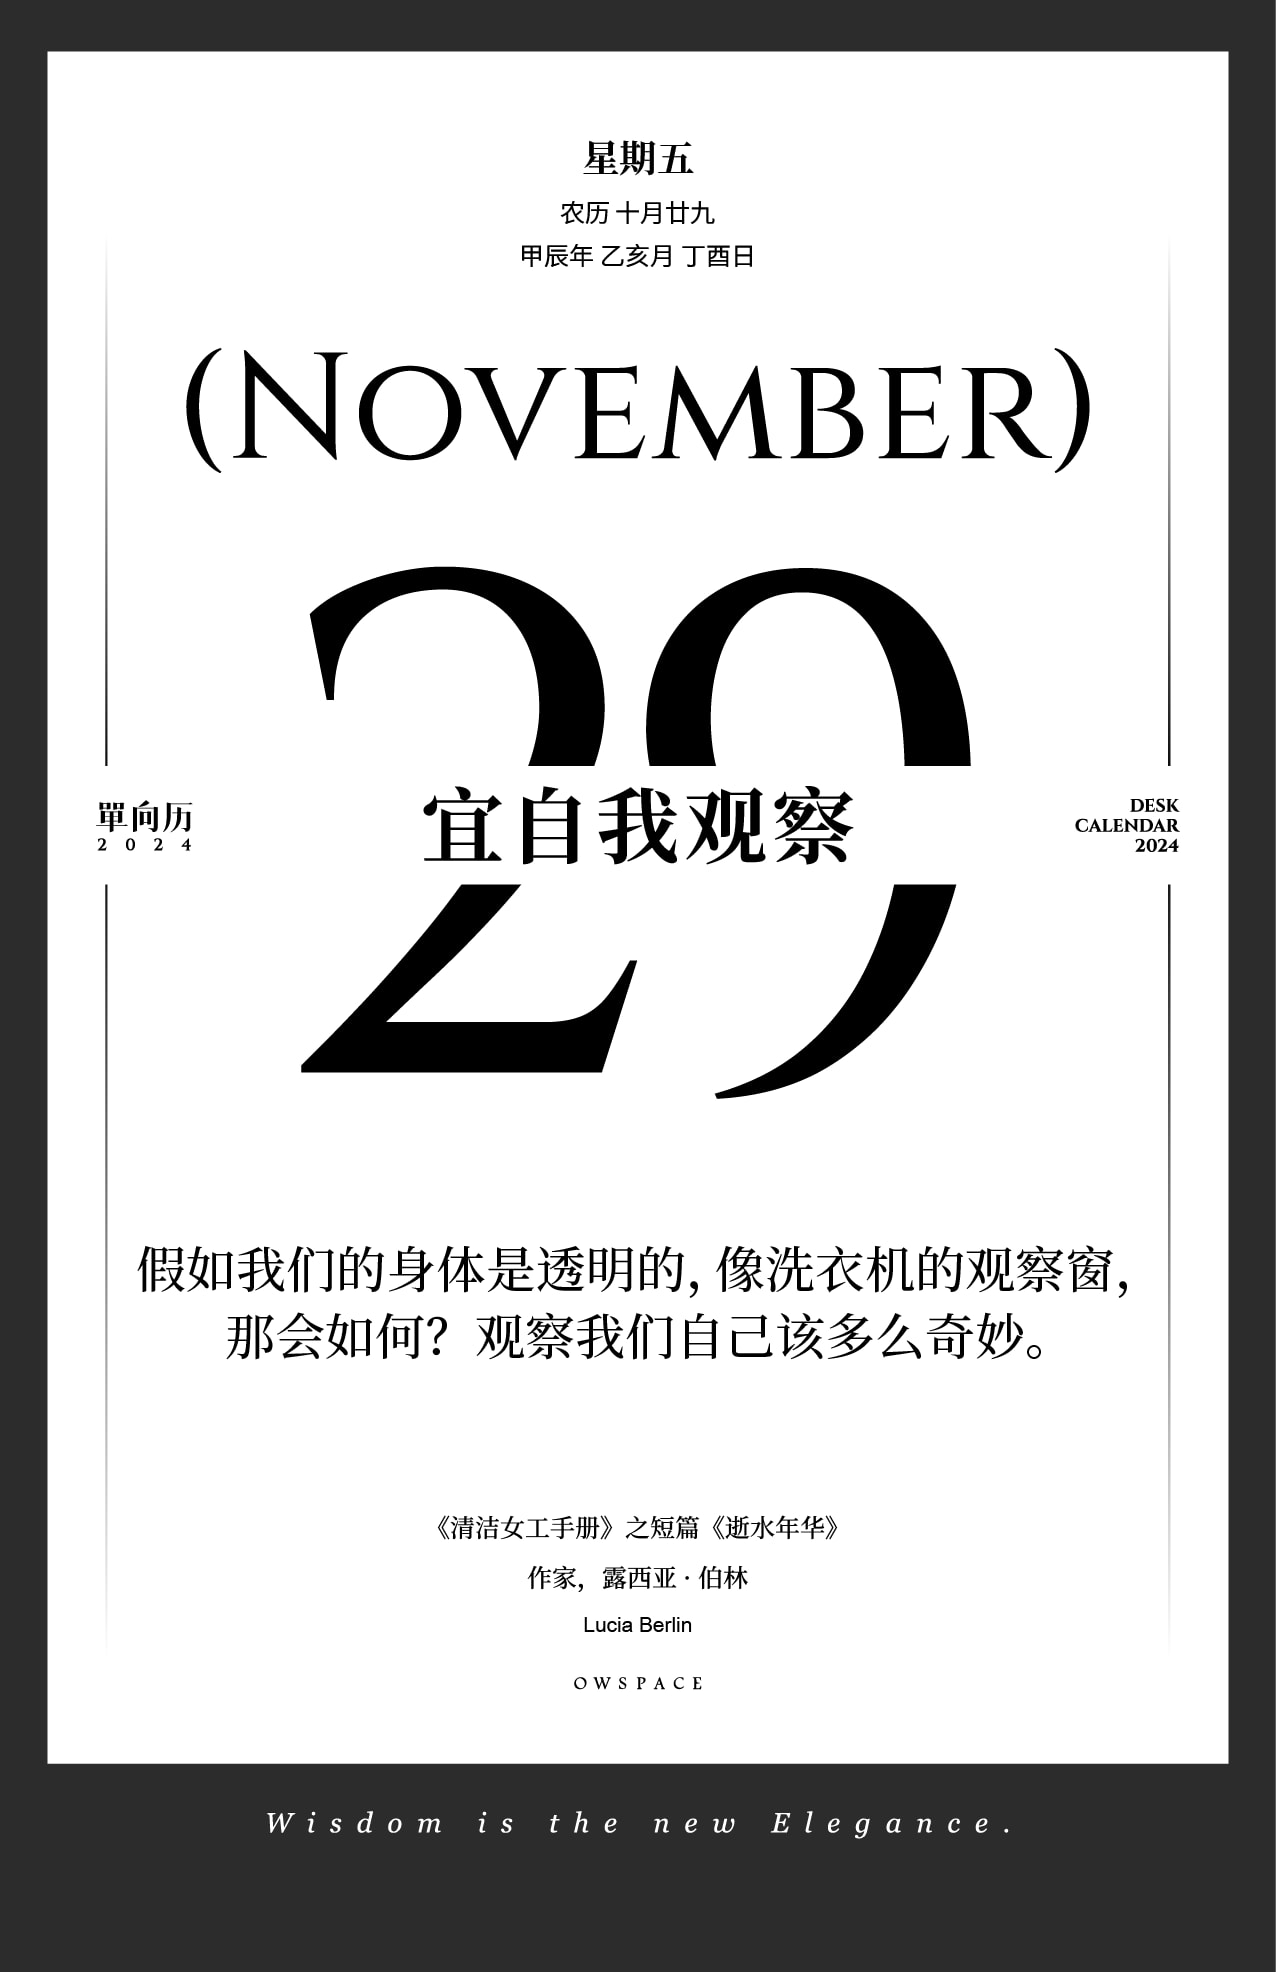 星期五
农历 十月廿九
甲辰年 乙亥月 丁酉日
(NOVEMBER)
29
宜自我观察
單向历
2024
DESK
CALENDAR
2024
假如我们的身体是透明的，像洗衣机的观察窗，
那会如何？观察我们自己该多么奇妙。
《清洁女工手册》之短篇《逝水年华》
作家，露西亚 · 伯林
Lucia Berlin
OWSPACE
Wisdom is the new Elegance.